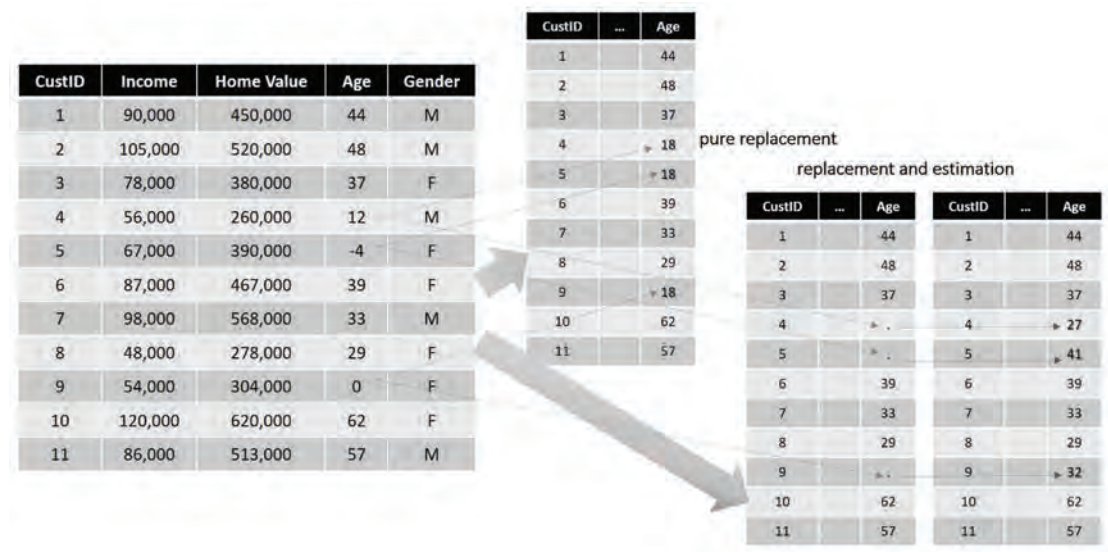 CustID Income Home Value Age Gender
1 90,000 450,000 44 M
2 105,000 520,000 48 M
3 78,000 380,000 37 F
4 56,000 260,000 12 M
5 67,000 390,000 -4 F
6 87,000 467,000 39 F
7 98,000 568,000 33 M
8 48,000 278,000 29 F
9 54,000 304,000 0 F
10 120,000 620,000 62 F
11 86,000 513,000 57 M
CustID ... Age
1 44
2 48
3 37
4 18
5 18
6 39
7 33
8 29
9 18
10 62
11 57
pure replacement
replacement and estimation
CustID ... Age
1 44
2 48
3 37
4 .
5 .
6 39
7 33
8 29
9 .
10 62
11 57
CustID ... Age
1 44
2 48
3 37
4 27
5 41
6 39
7 33
8 29
9 32
10 62
11 57